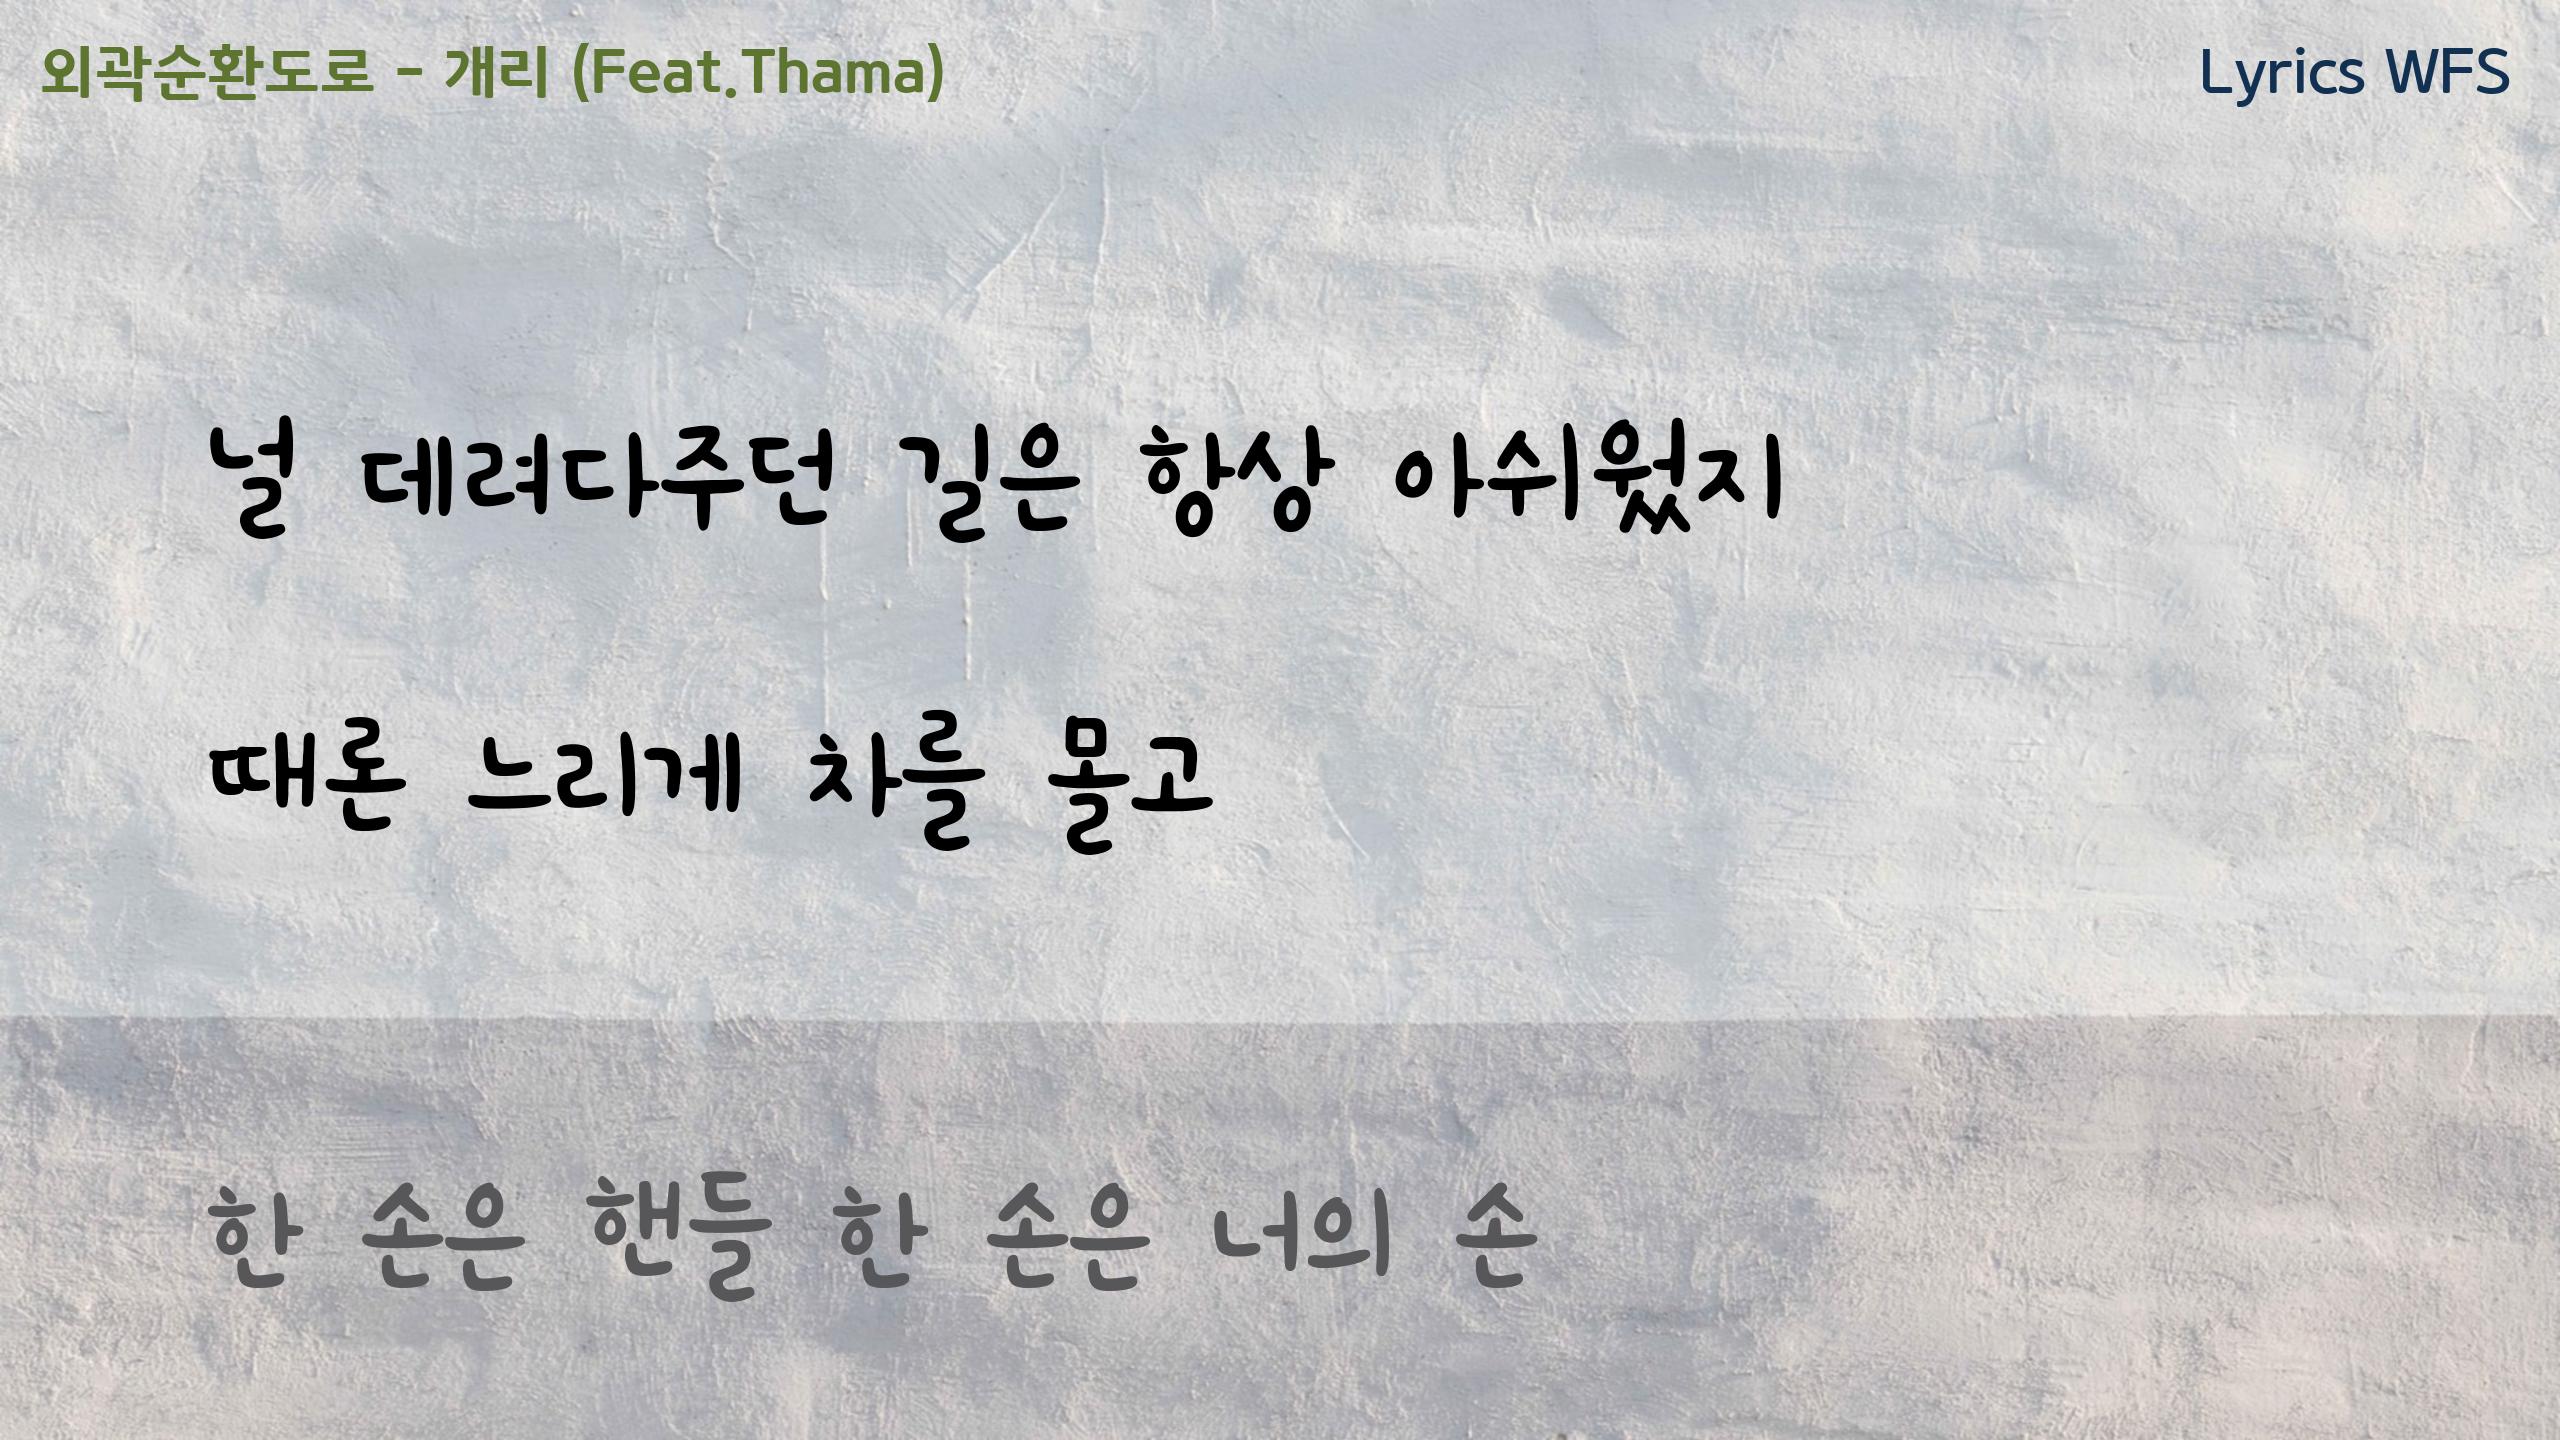 외곽순환도로 - 개리 (Feat.Thama)
Lyrics WFS
널 데려다주던 길은 항상 아쉬웠지
때론 느리게 차를 몰고
한 손은 핸들 한 손은 너의 손